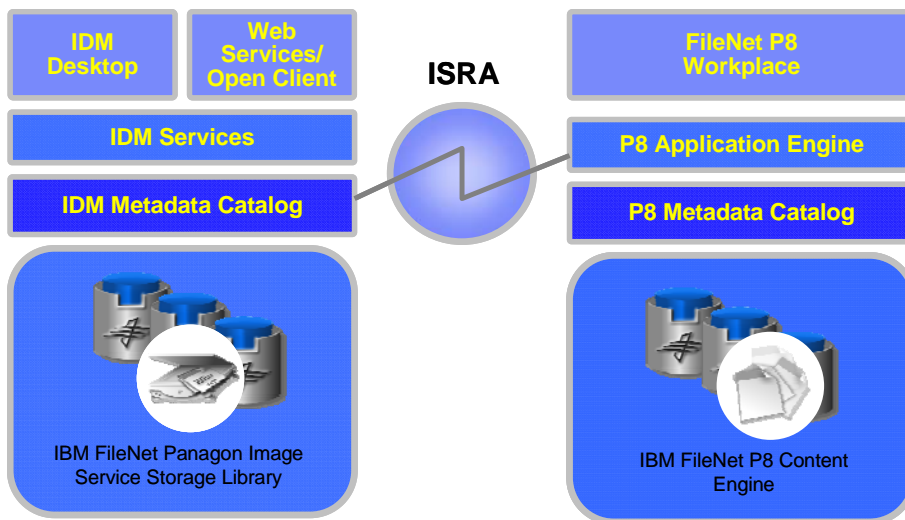 IDM
Desktop
Web
Services/
Open Client
ISRA
FileNet P8
Workplace
IDM Services
P8 Application Engine
IDM Metadata Catalog
P8 Metadata Catalog
IBM FileNet Panagon Image
Service Storage Library
IBM FileNet P8 Content
Engine